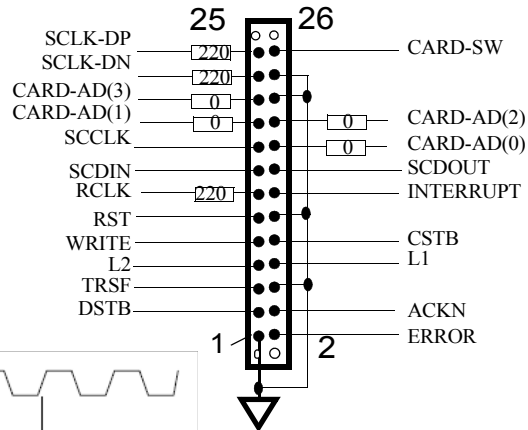 25 26
SCLK-DP 220 CARD-SW
SCLK-DN 220
CARD-AD(3) 0
CARD-AD(1) 0 0 CARD-AD(2)
SCCLK 0 CARD-AD(0)
SCDIN SCDOUT
RCLK 220 INTERRUPT
RST
WRITE CSTB
L2 L1
TRSF
DSTB ACKN
1 2 ERROR